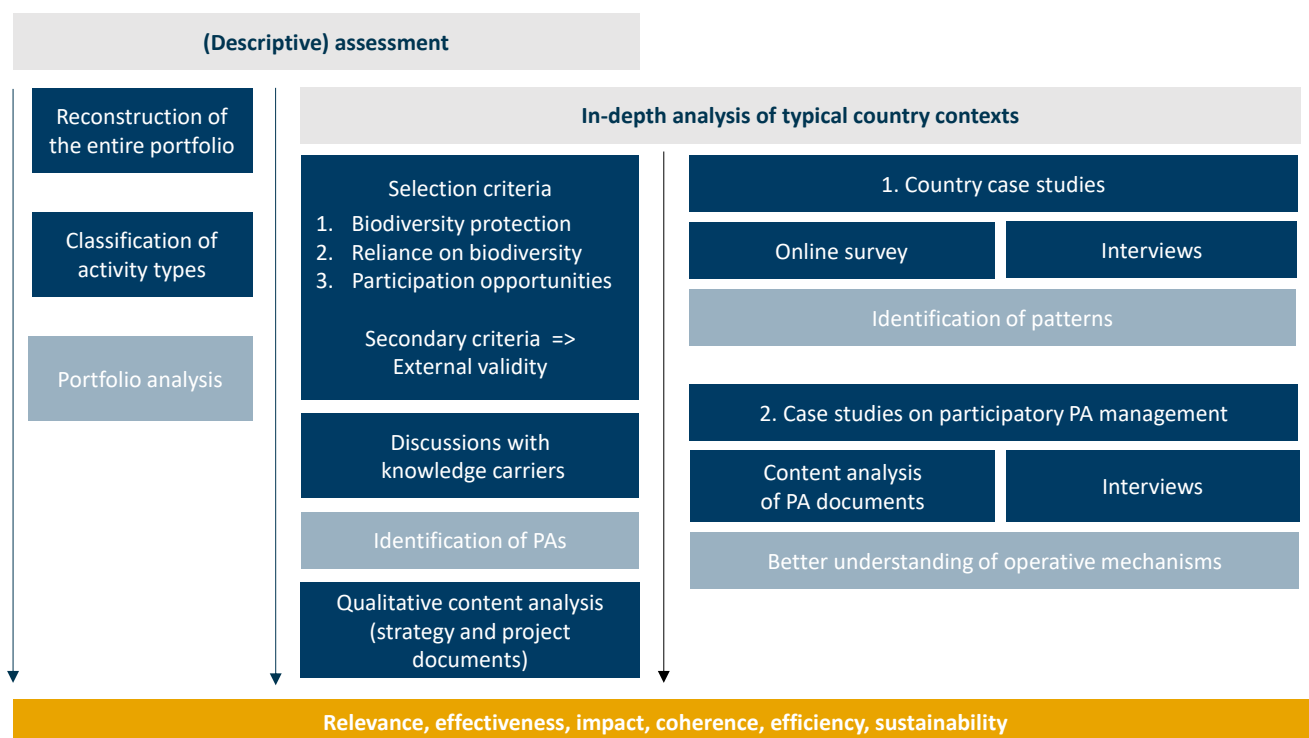 (Descriptive) assessment
Reconstruction of
the entire portfolio
Classification of
activity types
Portfolio analysis
In-depth analysis of typical country contexts
Selection criteria
1. Biodiversity protection
2. Reliance on biodiversity
3. Participation opportunities
Secondary criteria =>
External validity
Discussions with
knowledge carriers
Identification of PAs
Qualitative content analysis
(strategy and project
documents)
1. Country case studies
Online survey
Interviews
Identification of patterns
2. Case studies on participatory PA management
Content analysis
of PA documents
Interviews
Better understanding of operative mechanisms
Relevance, effectiveness, impact, coherence, efficiency, sustainability